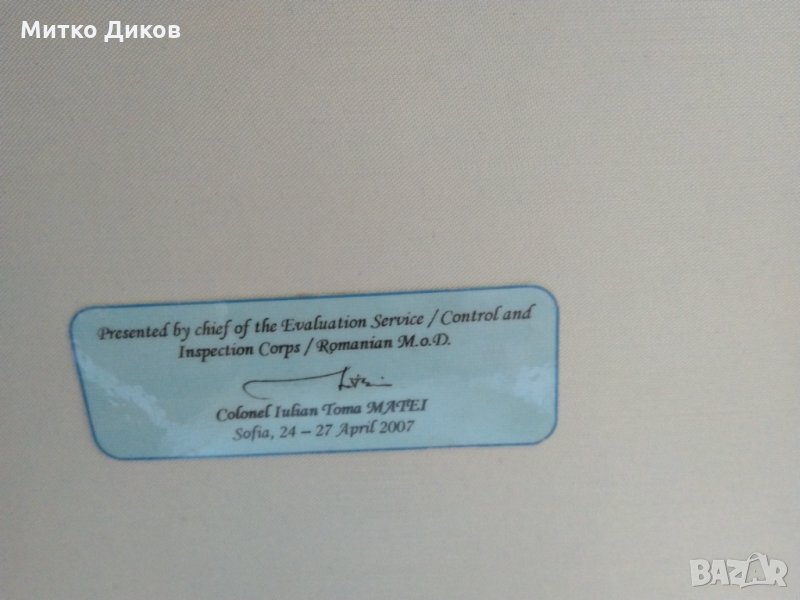 Митко Диков
Presented by chief of the Evaluation Service / Control and
Inspection Corps / Romanian M.o.D.
Colonel Iulian Toma MATEI
Sofia, 24 – 27 April 2007
BAZAR